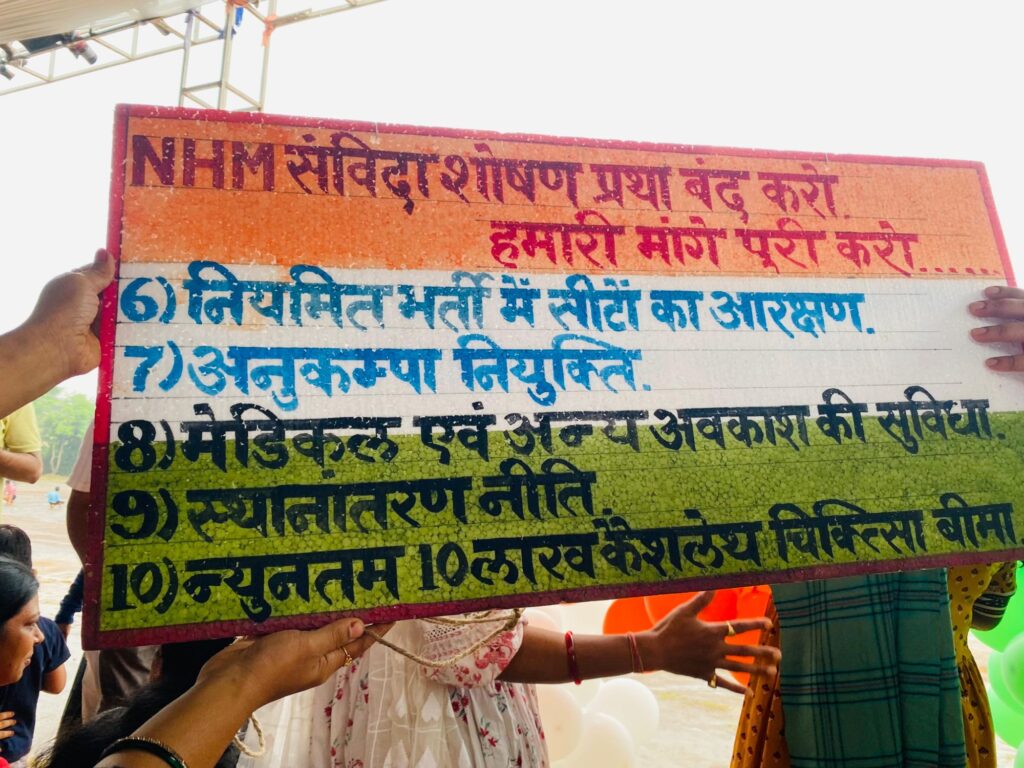 NHM संविदा शोषण प्रथा बंद करो.
हमारी मांगे पूरी करो......
6) नियमित भर्ती में सीटों का आरक्षण.
7) अनुकम्पा नियुक्ति.
8) मेडिकल एवं अन्य अवकाश की सुविधा.
9) स्थानांतरण नीति.
10) न्युनतम 10 लाख कैशलेथ चिकित्सा बीमा